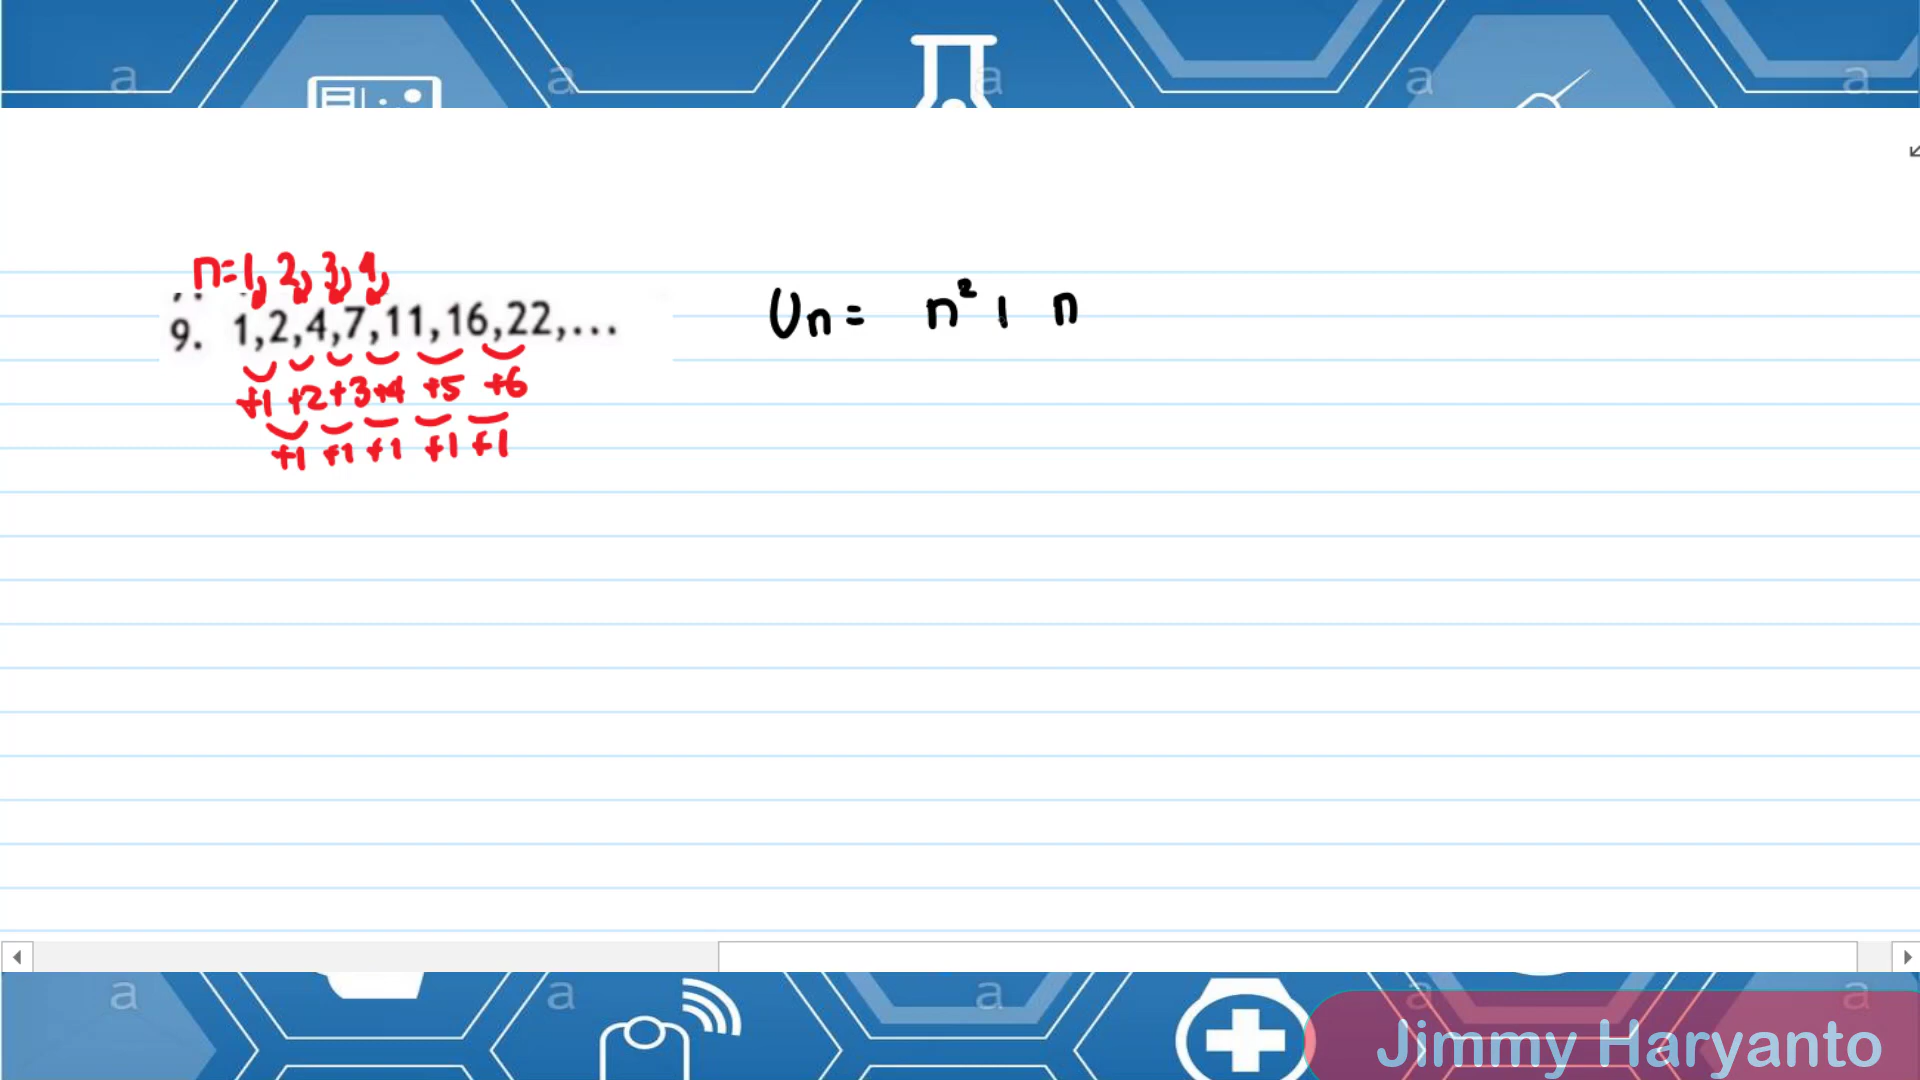 n=1, 2, 3, 4,
9. 1,2,4,7,11,16,22,...
Un = n² ı n
+1 +2 +3 +4 +5 +6
+1 +1 +1 +1 +1
Jimmy Haryanto
a a a a a
a a a a a